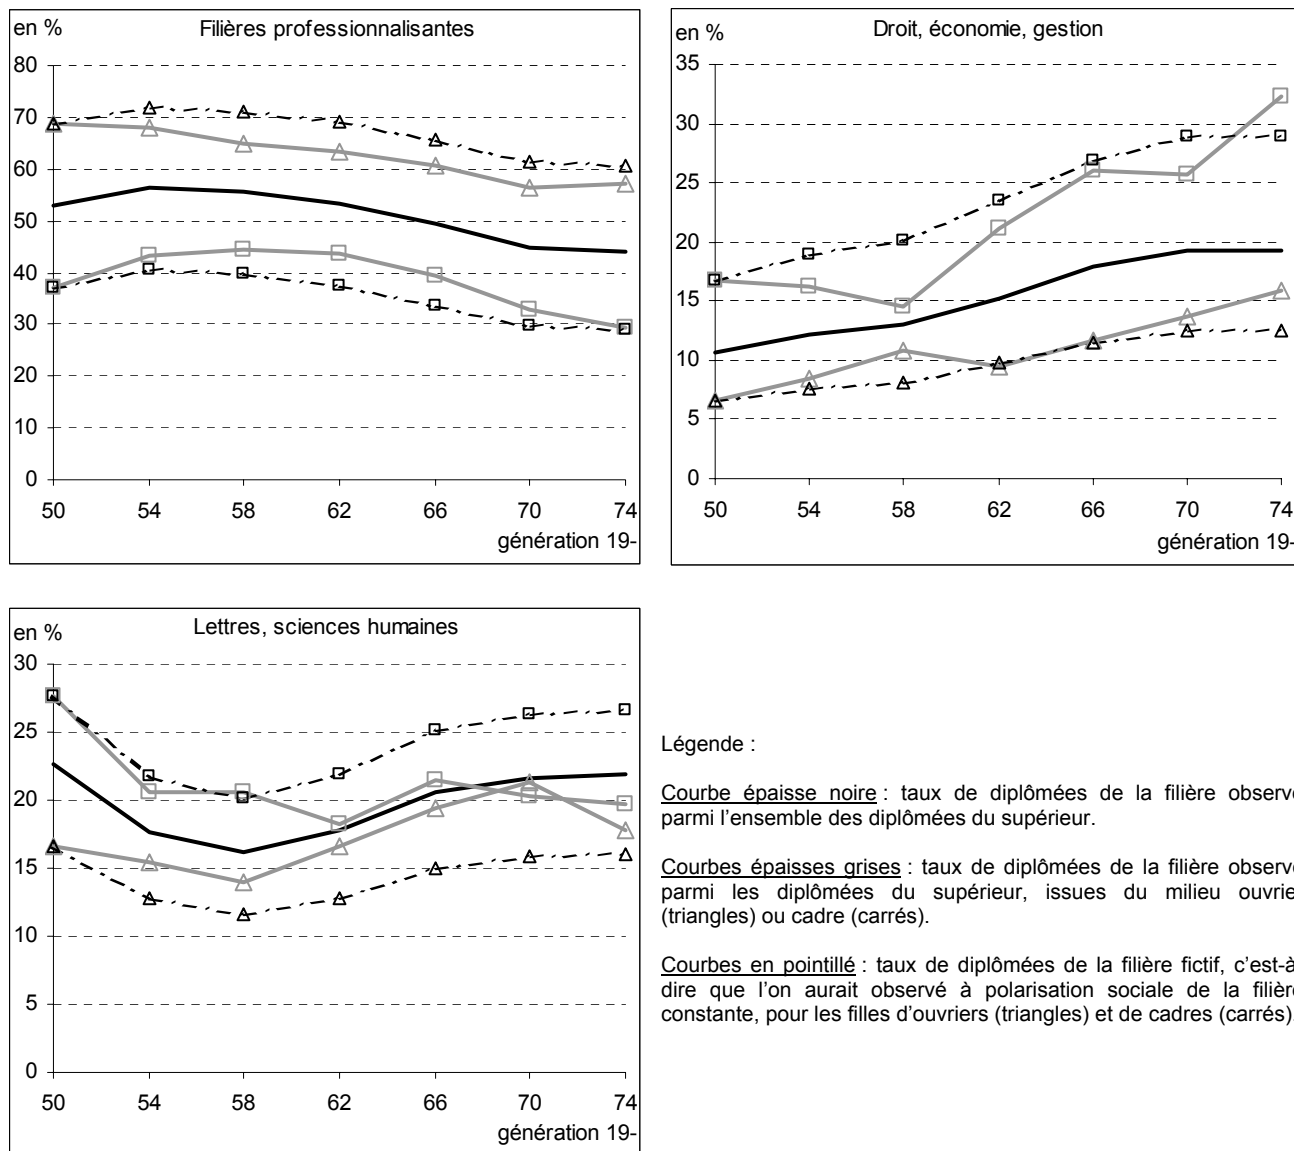 en %
Filières professionnalisantes
80
70
60
50
40
30
20
10
0
50 54 58 62 66 70 74
génération 19-
en %
Droit, économie, gestion
35
30
25
20
15
10
5
0
50 54 58 62 66 70 74
génération 19-
en %
Lettres, sciences humaines
30
25
20
15
10
5
0
50 54 58 62 66 70 74
génération 19-
Légende :
Courbe épaisse noire : taux de diplômées de la filière observé
parmi l'ensemble des diplômées du supérieur.
Courbes épaisses grises : taux de diplômées de la filière observé
parmi les diplômées du supérieur, issues du milieu ouvrie
(triangles) ou cadre (carrés).
Courbes en pointillé : taux de diplômées de la filière fictif, c'est-à-
dire que l'on aurait observé à polarisation sociale de la filière
constante, pour les filles d'ouvriers (triangles) et de cadres (carrés).